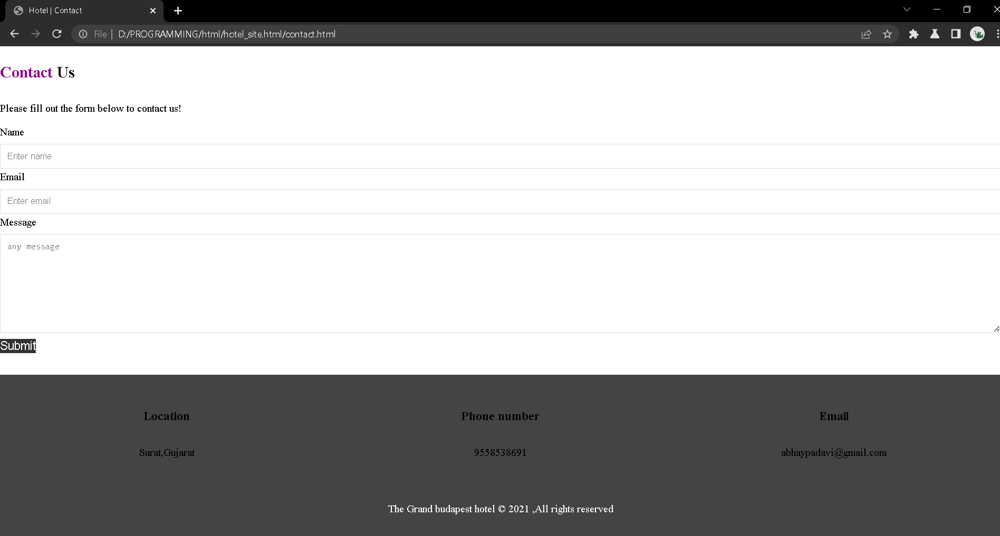 Hotel | Contact
File | D:/PROGRAMMING/html/hotel_site.html/contact.html
Contact Us
Please fill out the form below to contact us!
Name
Enter name
Email
Enter email
Message
any message
Submit
Location Phone number Email
Surat,Gujarat 9558538691 abhaypadavi@gmail.com
The Grand budapest hotel © 2021 ,All rights reserved